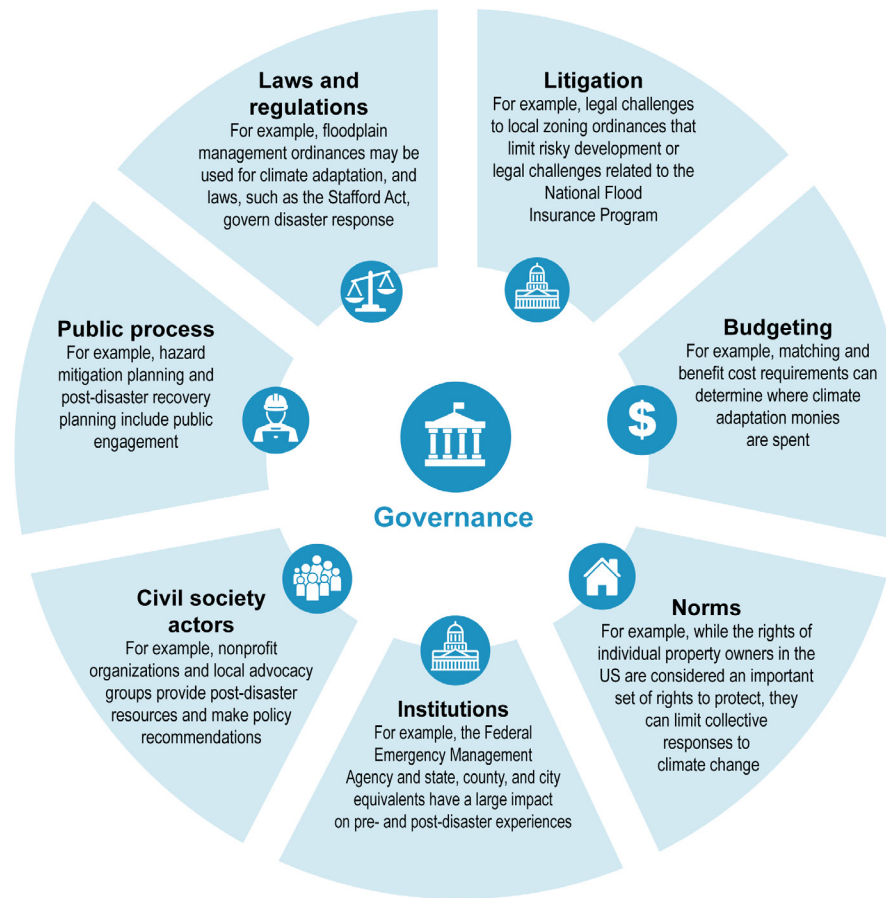 Laws and
regulations
For example, floodplain
management ordinances may be
used for climate adaptation, and
laws, such as the Stafford Act,
govern disaster response
Litigation
For example, legal challenges
to local zoning ordinances that
limit risky development or
legal challenges related to the
National Flood
Insurance Program
Public process
For example, hazard
mitigation planning and
post-disaster recovery
planning include public
engagement
Budgeting
For example, matching and
benefit cost requirements can
determine where climate
adaptation monies
are spent
$
Governance
Civil society
actors
For example, nonprofit
organizations and local advocacy
groups provide post-disaster
resources and make policy
recommendations
Institutions
For example, the Federal
Emergency Management
Agency and state, county, and city
equivalents have a large impact
on pre- and post-disaster experiences
Norms
For example, while the rights of
individual property owners in the
US are considered an important
set of rights to protect, they
can limit collective
responses to
climate change